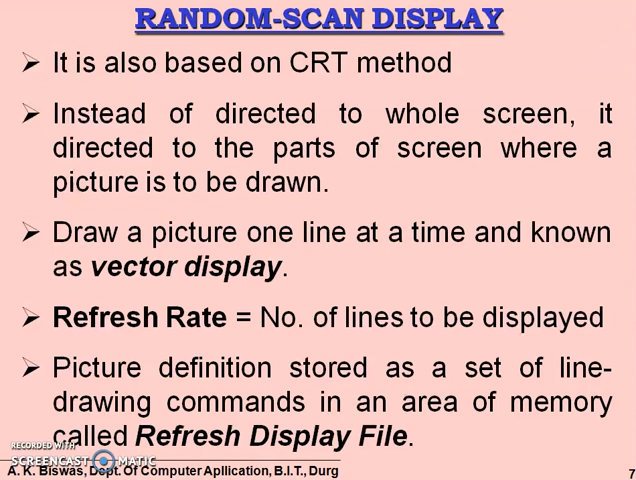 RANDOM-SCAN DISPLAY
➢ It is also based on CRT method
➢ Instead of directed to whole screen, it
directed to the parts of screen where a
picture is to be drawn.
➢ Draw a picture one line at a time and known
as vector display.
➢ Refresh Rate = No. of lines to be displayed
➢ Picture definition stored as a set of line-
drawing commands in an area of memory
called Refresh Display File.
RECORDED WITH
SCREENCAST MATIC
A. K. Biswas, Dept. Of Computer Apllication, B.I.T., Durg
7